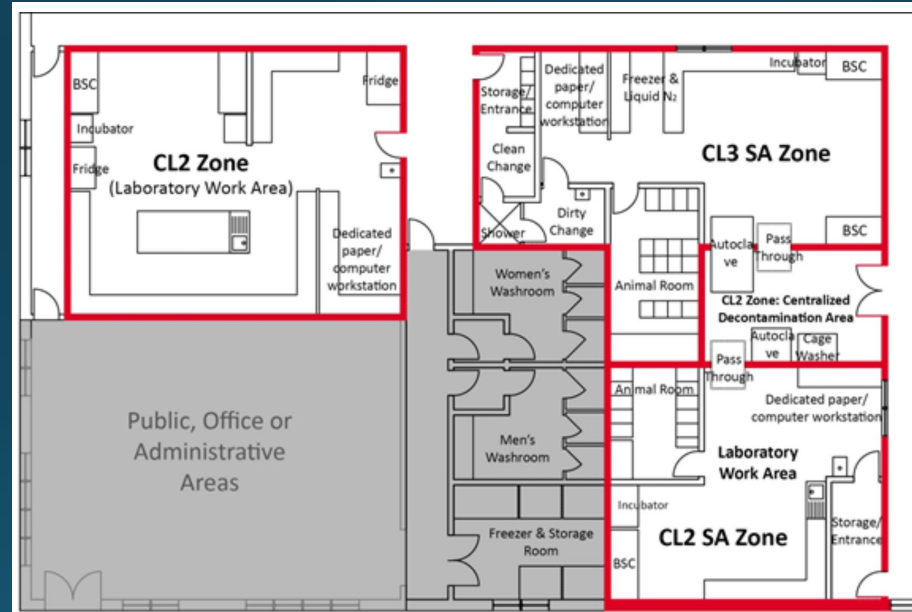 BSC
Fridge
Incubator
Fridge
CL2 Zone
(Laboratory Work Area)
Dedicated
paper/
computer
workstation
Storage/
Entrance
Clean
Change
Shower
Dirty
Change
Dedicated
paper/
computer
workstation
Freezer &
Liquid N₂
Incubator
BSC
CL3 SA Zone
BSC
Animal Room
Autocla
ve
Pass
Through
CL2 Zone: Centralized
Decontamination Area
Autocla
ve
Cage
Washer
Pass
Through
Women's
Washroom
Men's
Washroom
Freezer & Storage
Room
Public, Office or
Administrative
Areas
Animal Room
Dedicated paper/
computer workstation
Laboratory
Work Area
Incubator
BSC
CL2 SA Zone
Storage/
Entrance